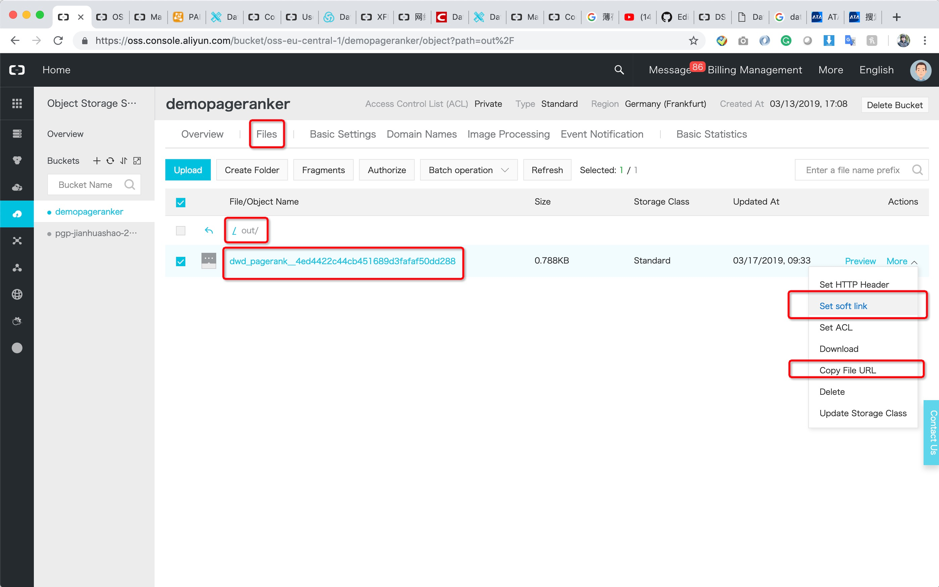 OS
Ma
PA
Da
Co
Us
Da
XF
网
Da
Da
Ma
Co
薄
(14
Edi
DS
Da
dat
ATA
搜
https://oss.console.aliyun.com/bucket/oss-eu-central-1/demopageranker/object?path=out%2F
Home
Message 86
Billing Management
More
English
Object Storage S···
demopageranker
Access Control List (ACL) Private
Type Standard
Region Germany (Frankfurt)
Created At 03/13/2019, 17:08
Delete Bucket
Overview
Overview
Files
Basic Settings
Domain Names
Image Processing
Event Notification
Basic Statistics
Buckets
Bucket Name
demopageranker
pgp-jianhuashao-2···
Upload
Create Folder
Fragments
Authorize
Batch operation
Refresh
Selected: 1 / 1
Enter a file name prefix
File/Object Name
Size
Storage Class
Updated At
Actions
/ out/
dwd_pagerank__4ed4422c44cb451689d3fafaf50dd288
0.788KB
Standard
03/17/2019, 09:33
Preview
More
Set HTTP Header
Set soft link
Set ACL
Download
Copy File URL
Delete
Update Storage Class
Contact Us